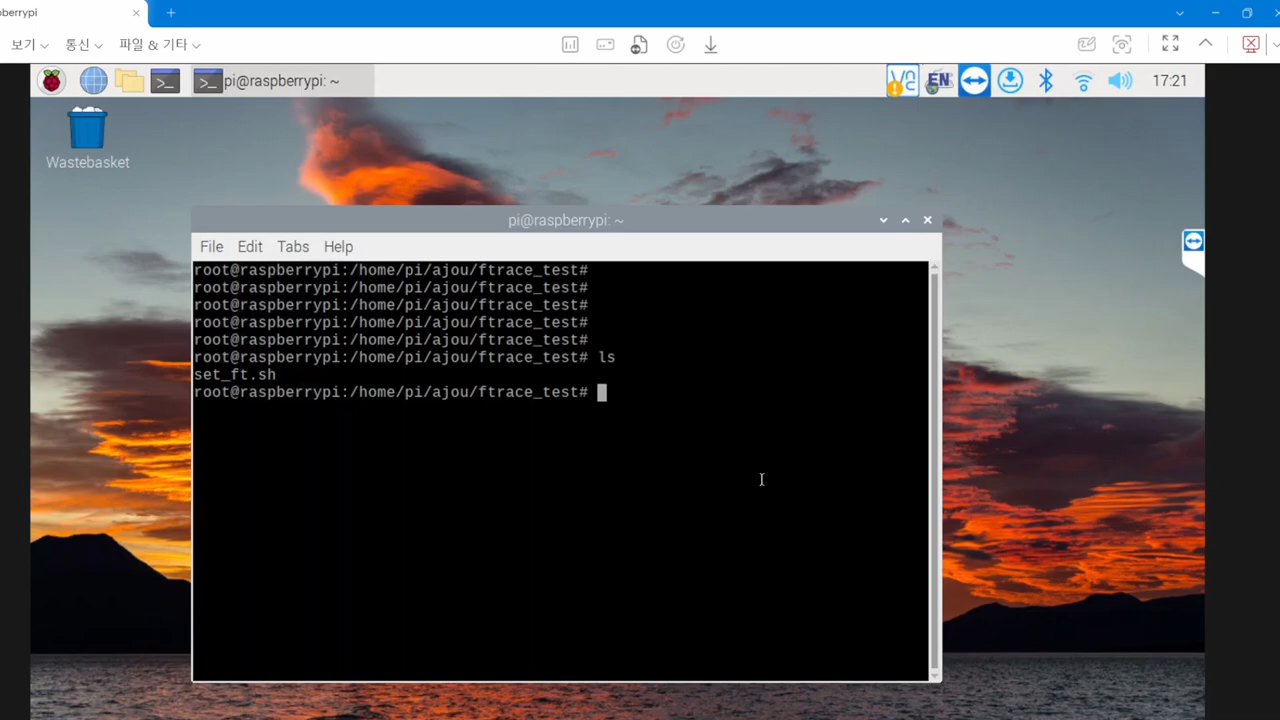 berrypi
보기
통신
파일 & 기타
pi@raspberrypi: ~
EN
17:21
Wastebasket
pi@raspberrypi: ~
File Edit Tabs Help
root@raspberrypi:/home/pi/ajou/ftrace_test#
root@raspberrypi:/home/pi/ajou/ftrace_test#
root@raspberrypi:/home/pi/ajou/ftrace_test#
root@raspberrypi:/home/pi/ajou/ftrace_test#
root@raspberrypi:/home/pi/ajou/ftrace_test#
root@raspberrypi:/home/pi/ajou/ftrace_test# ls
set_ft.sh
root@raspberrypi:/home/pi/ajou/ftrace_test#